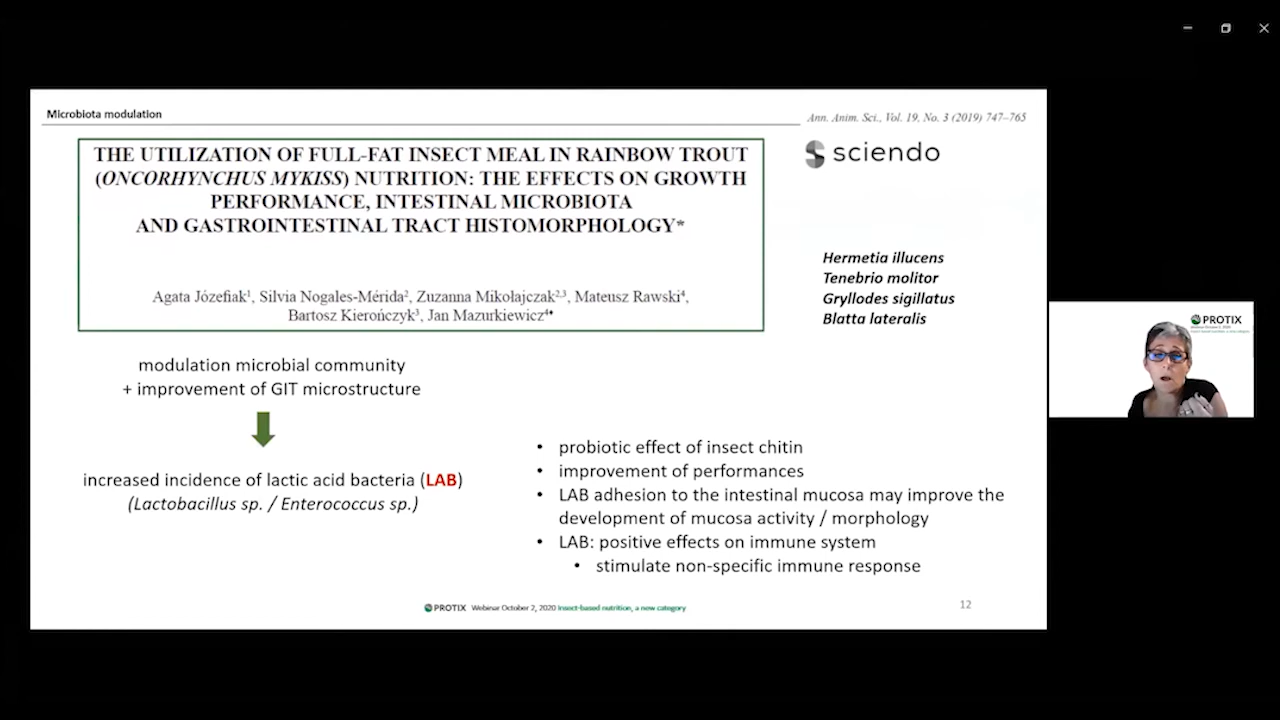 Microbiota modulation
Ann. Anim. Sci., Vol. 19, No. 3 (2019) 747–765
THE UTILIZATION OF FULL-FAT INSECT MEAL IN RAINBOW TROUT
(ONCORHYNCHUS MYKISS) NUTRITION: THE EFFECTS ON GROWTH
PERFORMANCE, INTESTINAL MICROBIOTA
AND GASTROINTESTINAL TRACT HISTOMORPHOLOGY*
sciendo
Agata Józefiak¹, Silvia Nogales-Mérida², Zuzanna Mikołajczak²,³, Mateusz Rawski⁴,
Bartosz Kierończyk³, Jan Mazurkiewicz⁴♦
Hermetia illucens
Tenebrio molitor
Gryllodes sigillatus
Blatta lateralis
PROTIX
modulation microbial community
+ improvement of GIT microstructure
increased incidence of lactic acid bacteria (LAB)
(Lactobacillus sp. / Enterococcus sp.)
• probiotic effect of insect chitin
• improvement of performances
• LAB adhesion to the intestinal mucosa may improve the
development of mucosa activity / morphology
• LAB: positive effects on immune system
• stimulate non-specific immune response
PROTIX Webinar October 2, 2020 Insect-based nutrition, a new category
12